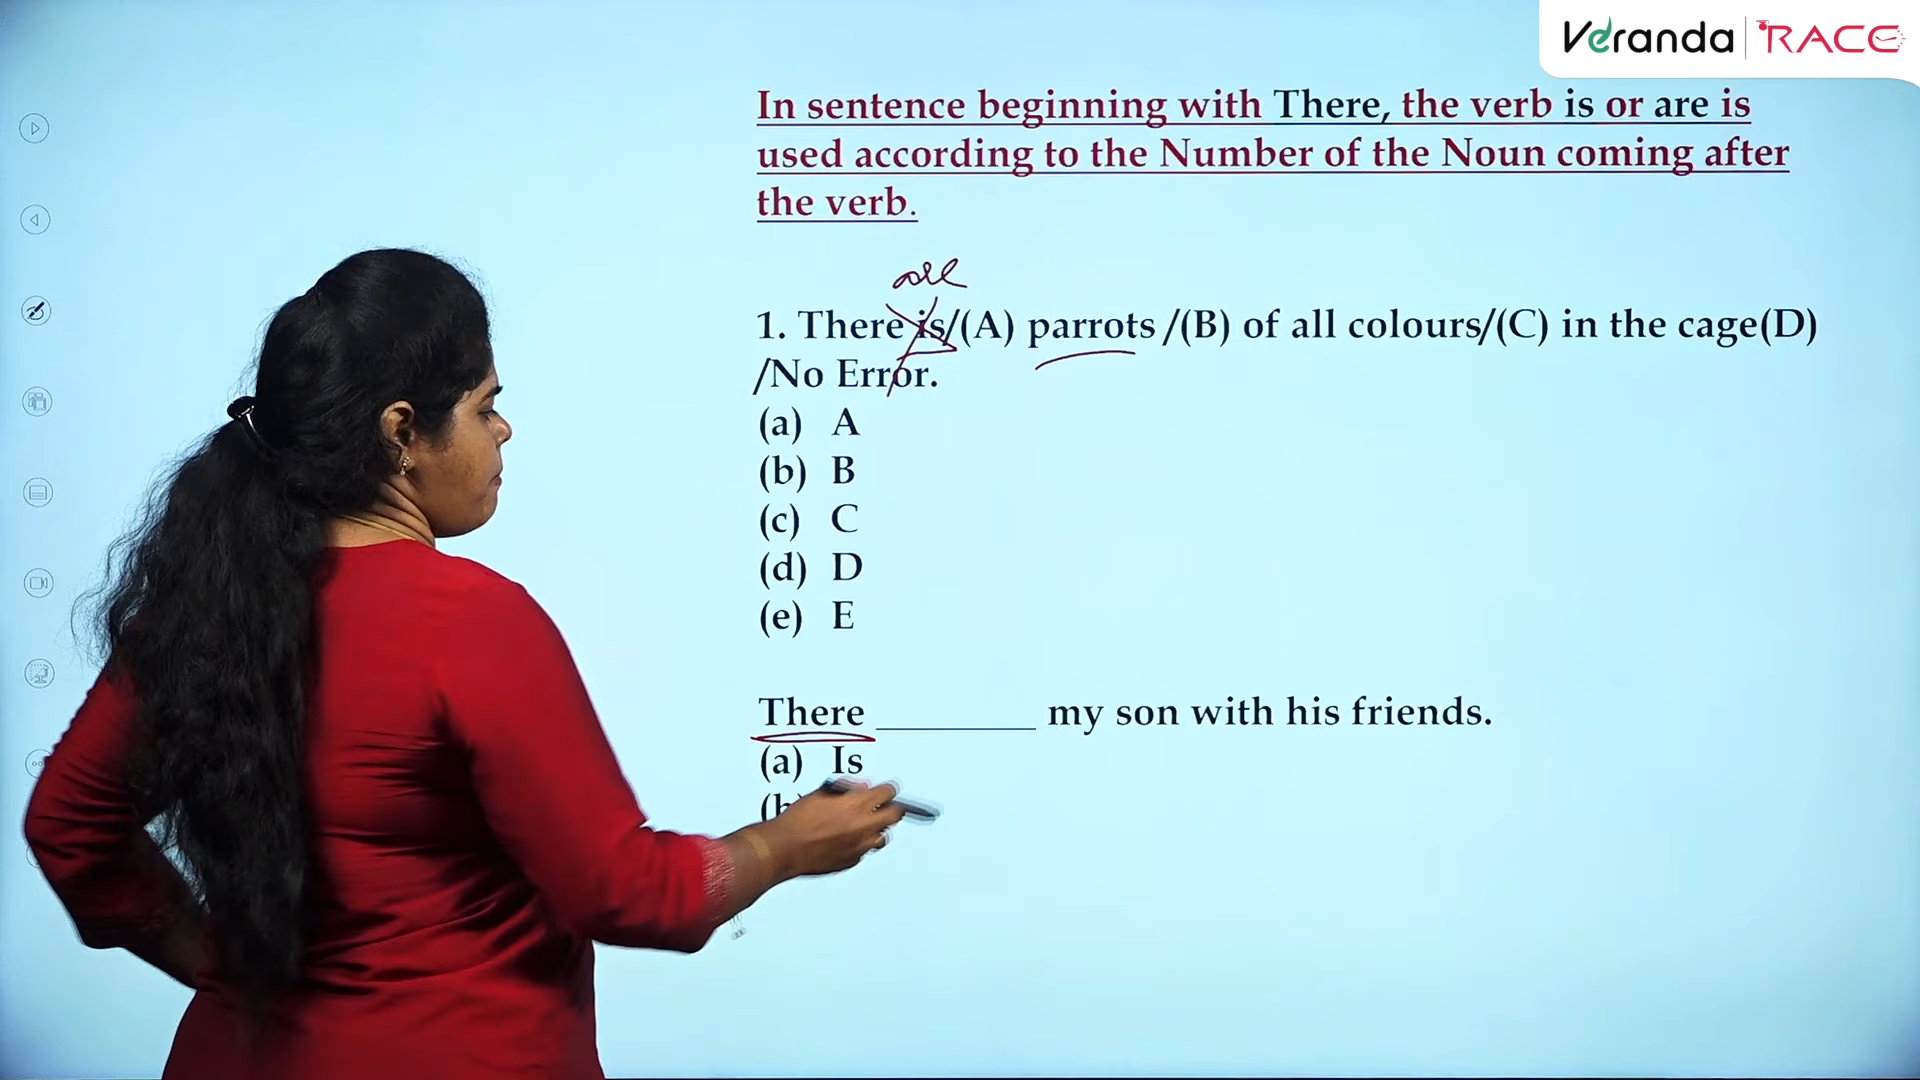 Veranda RACE
In sentence beginning with There, the verb is or are is
used according to the Number of the Noun coming after
the verb.
are
1. There is/(A) parrots /(B) of all colours/(C) in the cage(D)
/No Error.
(a) A
(b) B
(c) C
(d) D
(e) E
There ________ my son with his friends.
(a) Is